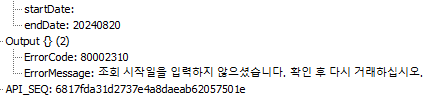 startDate:
endDate: 20240820
Output {} (2)
ErrorCode: 80002310
ErrorMessage: 조회 시작일을 입력하지 않으셨습니다. 확인 후 다시 거래하십시오.
API_SEQ: 6817fda31d2737e4a8daeab62057501e